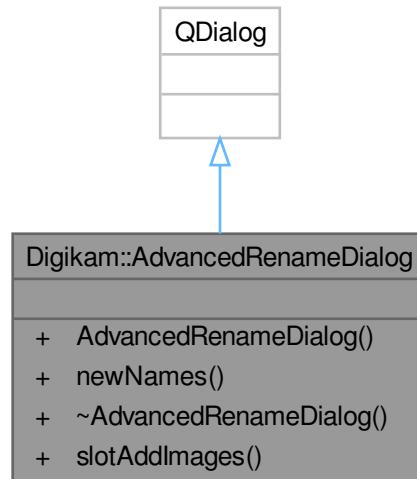 QDialog
Digikam::AdvancedRenameDialog
+ AdvancedRenameDialog()
+ newNames()
+ ~AdvancedRenameDialog()
+ slotAddImages()